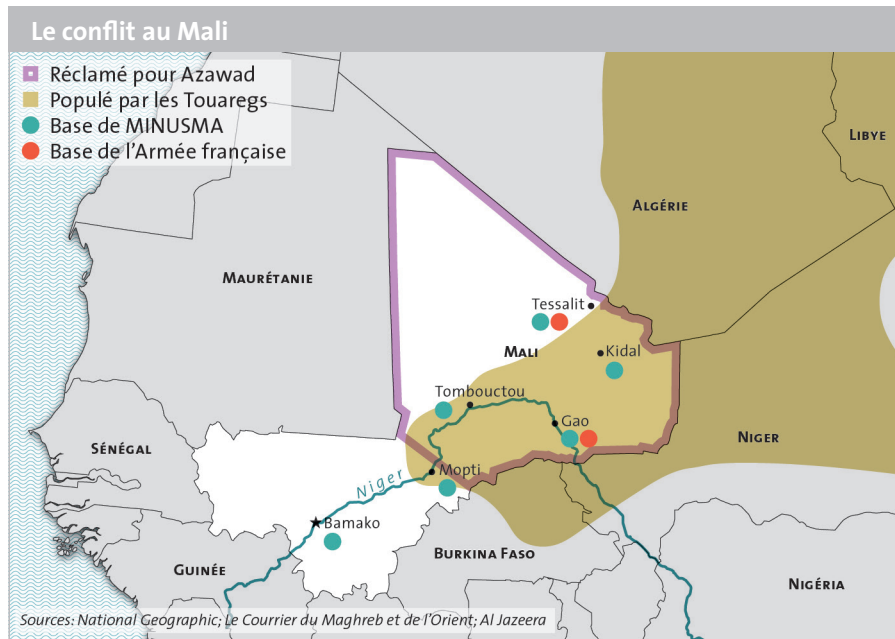 Le conflit au Mali
Réclamé pour Azawad
Populé par les Touaregs
Base de MINUSMA
Base de l'Armée française
LIBYE
ALGÉRIE
MAURÉTANIE
Tessalit
MALI
Kidal
Tombouctou
Gao
SÉNÉGAL
NIGER
Mopti
Niger
Bamako
BURKINA FASO
GUINÉE
NIGÉRIA
Sources: National Geographic; Le Courrier du Maghreb et de l'Orient; Al Jazeera